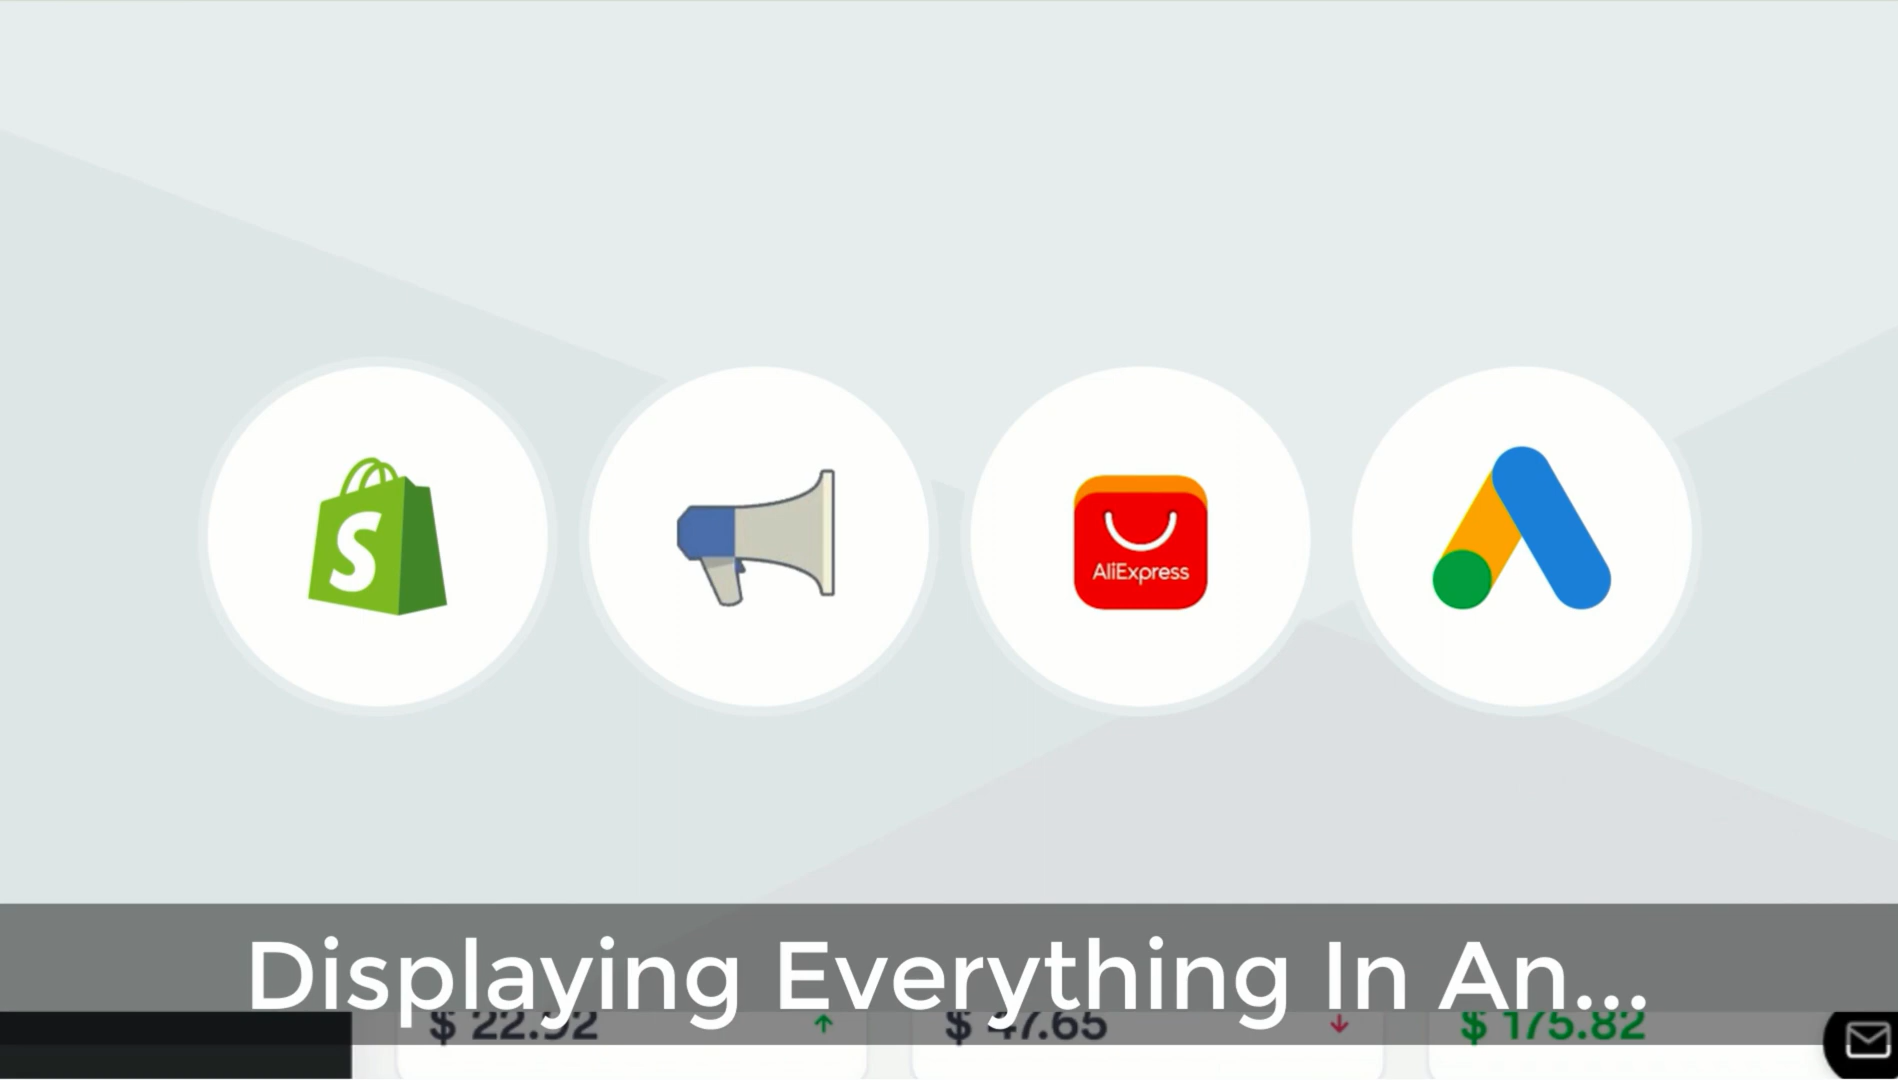 S
AliExpress
Displaying Everything In An...
$ 22.92 $ 47.65 $ 175.82